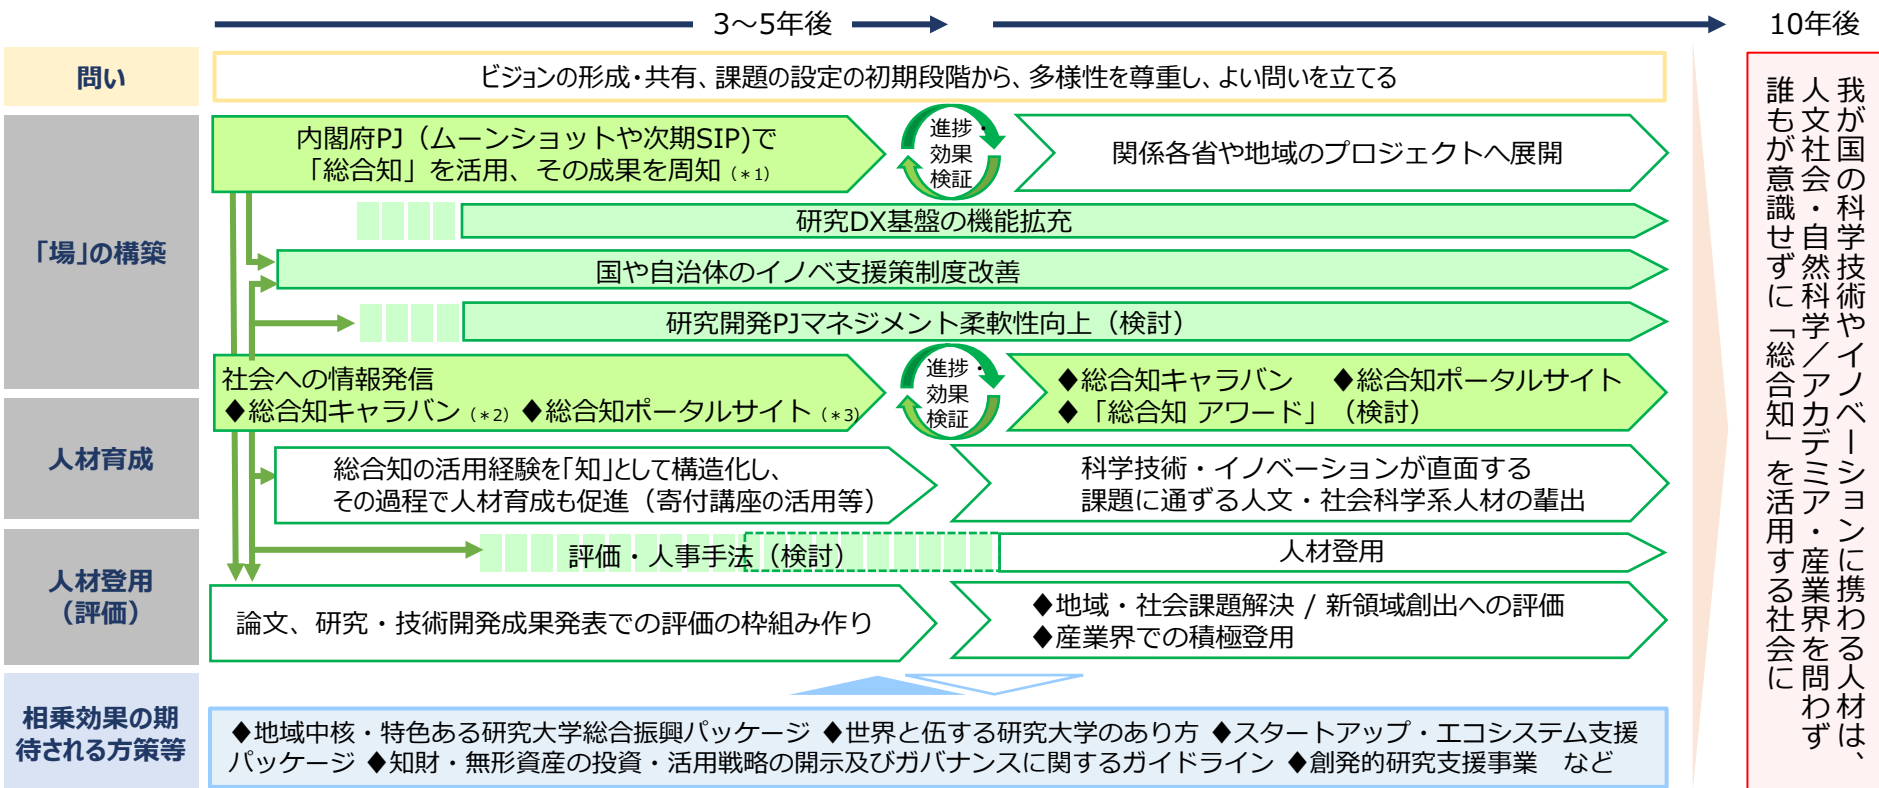 3～5年後
10年後
問い
ビジョンの形成・共有、課題の設定の初期段階から、多様性を尊重し、よい問いを立てる
「場」の構築
内閣府PJ（ムーンショットや次期SIP)で
「総合知」を活用、その成果を周知（＊1）
進捗・
効果
検証
関係各省や地域のプロジェクトへ展開
研究DX基盤の機能拡充
国や自治体のイノベ支援策制度改善
研究開発PJマネジメント柔軟性向上（検討）
社会への情報発信
◆総合知キャラバン（＊2）◆総合知ポータルサイト（＊3）
進捗・
効果
検証
◆総合知キャラバン　◆総合知ポータルサイト
◆「総合知 アワード」（検討）
人材育成
総合知の活用経験を「知」として構造化し、
その過程で人材育成も促進（寄付講座の活用等）
科学技術・イノベーションが直面する
課題に通ずる人文・社会科学系人材の輩出
人材登用
（評価）
評価・人事手法（検討）
人材登用
論文、研究・技術開発成果発表での評価の枠組み作り
◆地域・社会課題解決 / 新領域創出への評価
◆産業界での積極登用
相乗効果の期
待される方策等
◆地域中核・特色ある研究大学総合振興パッケージ ◆世界と伍する研究大学のあり方 ◆スタートアップ・エコシステム支援
パッケージ ◆知財・無形資産の投資・活用戦略の開示及びガバナンスに関するガイドライン ◆創発的研究支援事業　など
我が国の科学技術やイノベーションに携わる人材は、
人文社会・自然科学／アカデミア・産業界を問わず
誰もが意識せずに「総合知」を活用する社会に